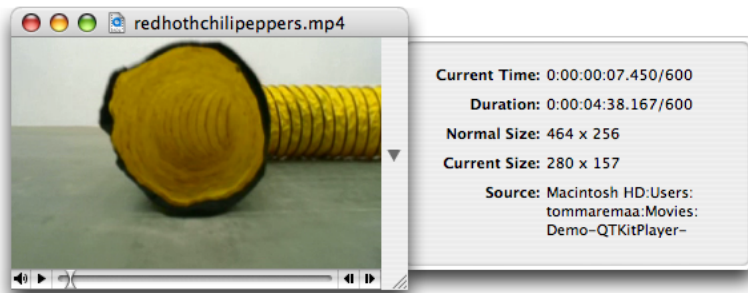 redhothchilipeppers.mp4
Current Time: 0:00:00:07.450/600
Duration: 0:00:04:38.167/600
Normal Size: 464 x 256
Current Size: 280 x 157
Source: Macintosh HD:Users:
tommaremaa:Movies:
Demo-QTKitPlayer-